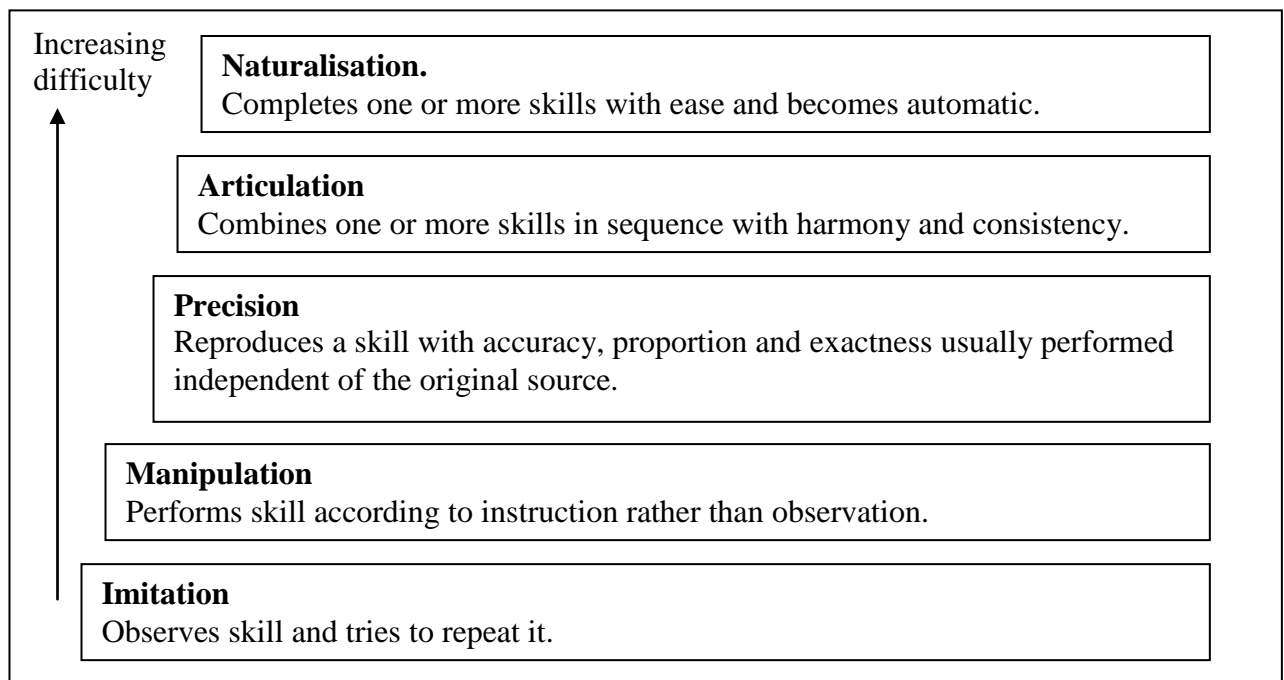 Increasing
difficulty
Naturalisation.
Completes one or more skills with ease and becomes automatic.
Articulation
Combines one or more skills in sequence with harmony and consistency.
Precision
Reproduces a skill with accuracy, proportion and exactness usually performed
independent of the original source.
Manipulation
Performs skill according to instruction rather than observation.
Imitation
Observes skill and tries to repeat it.